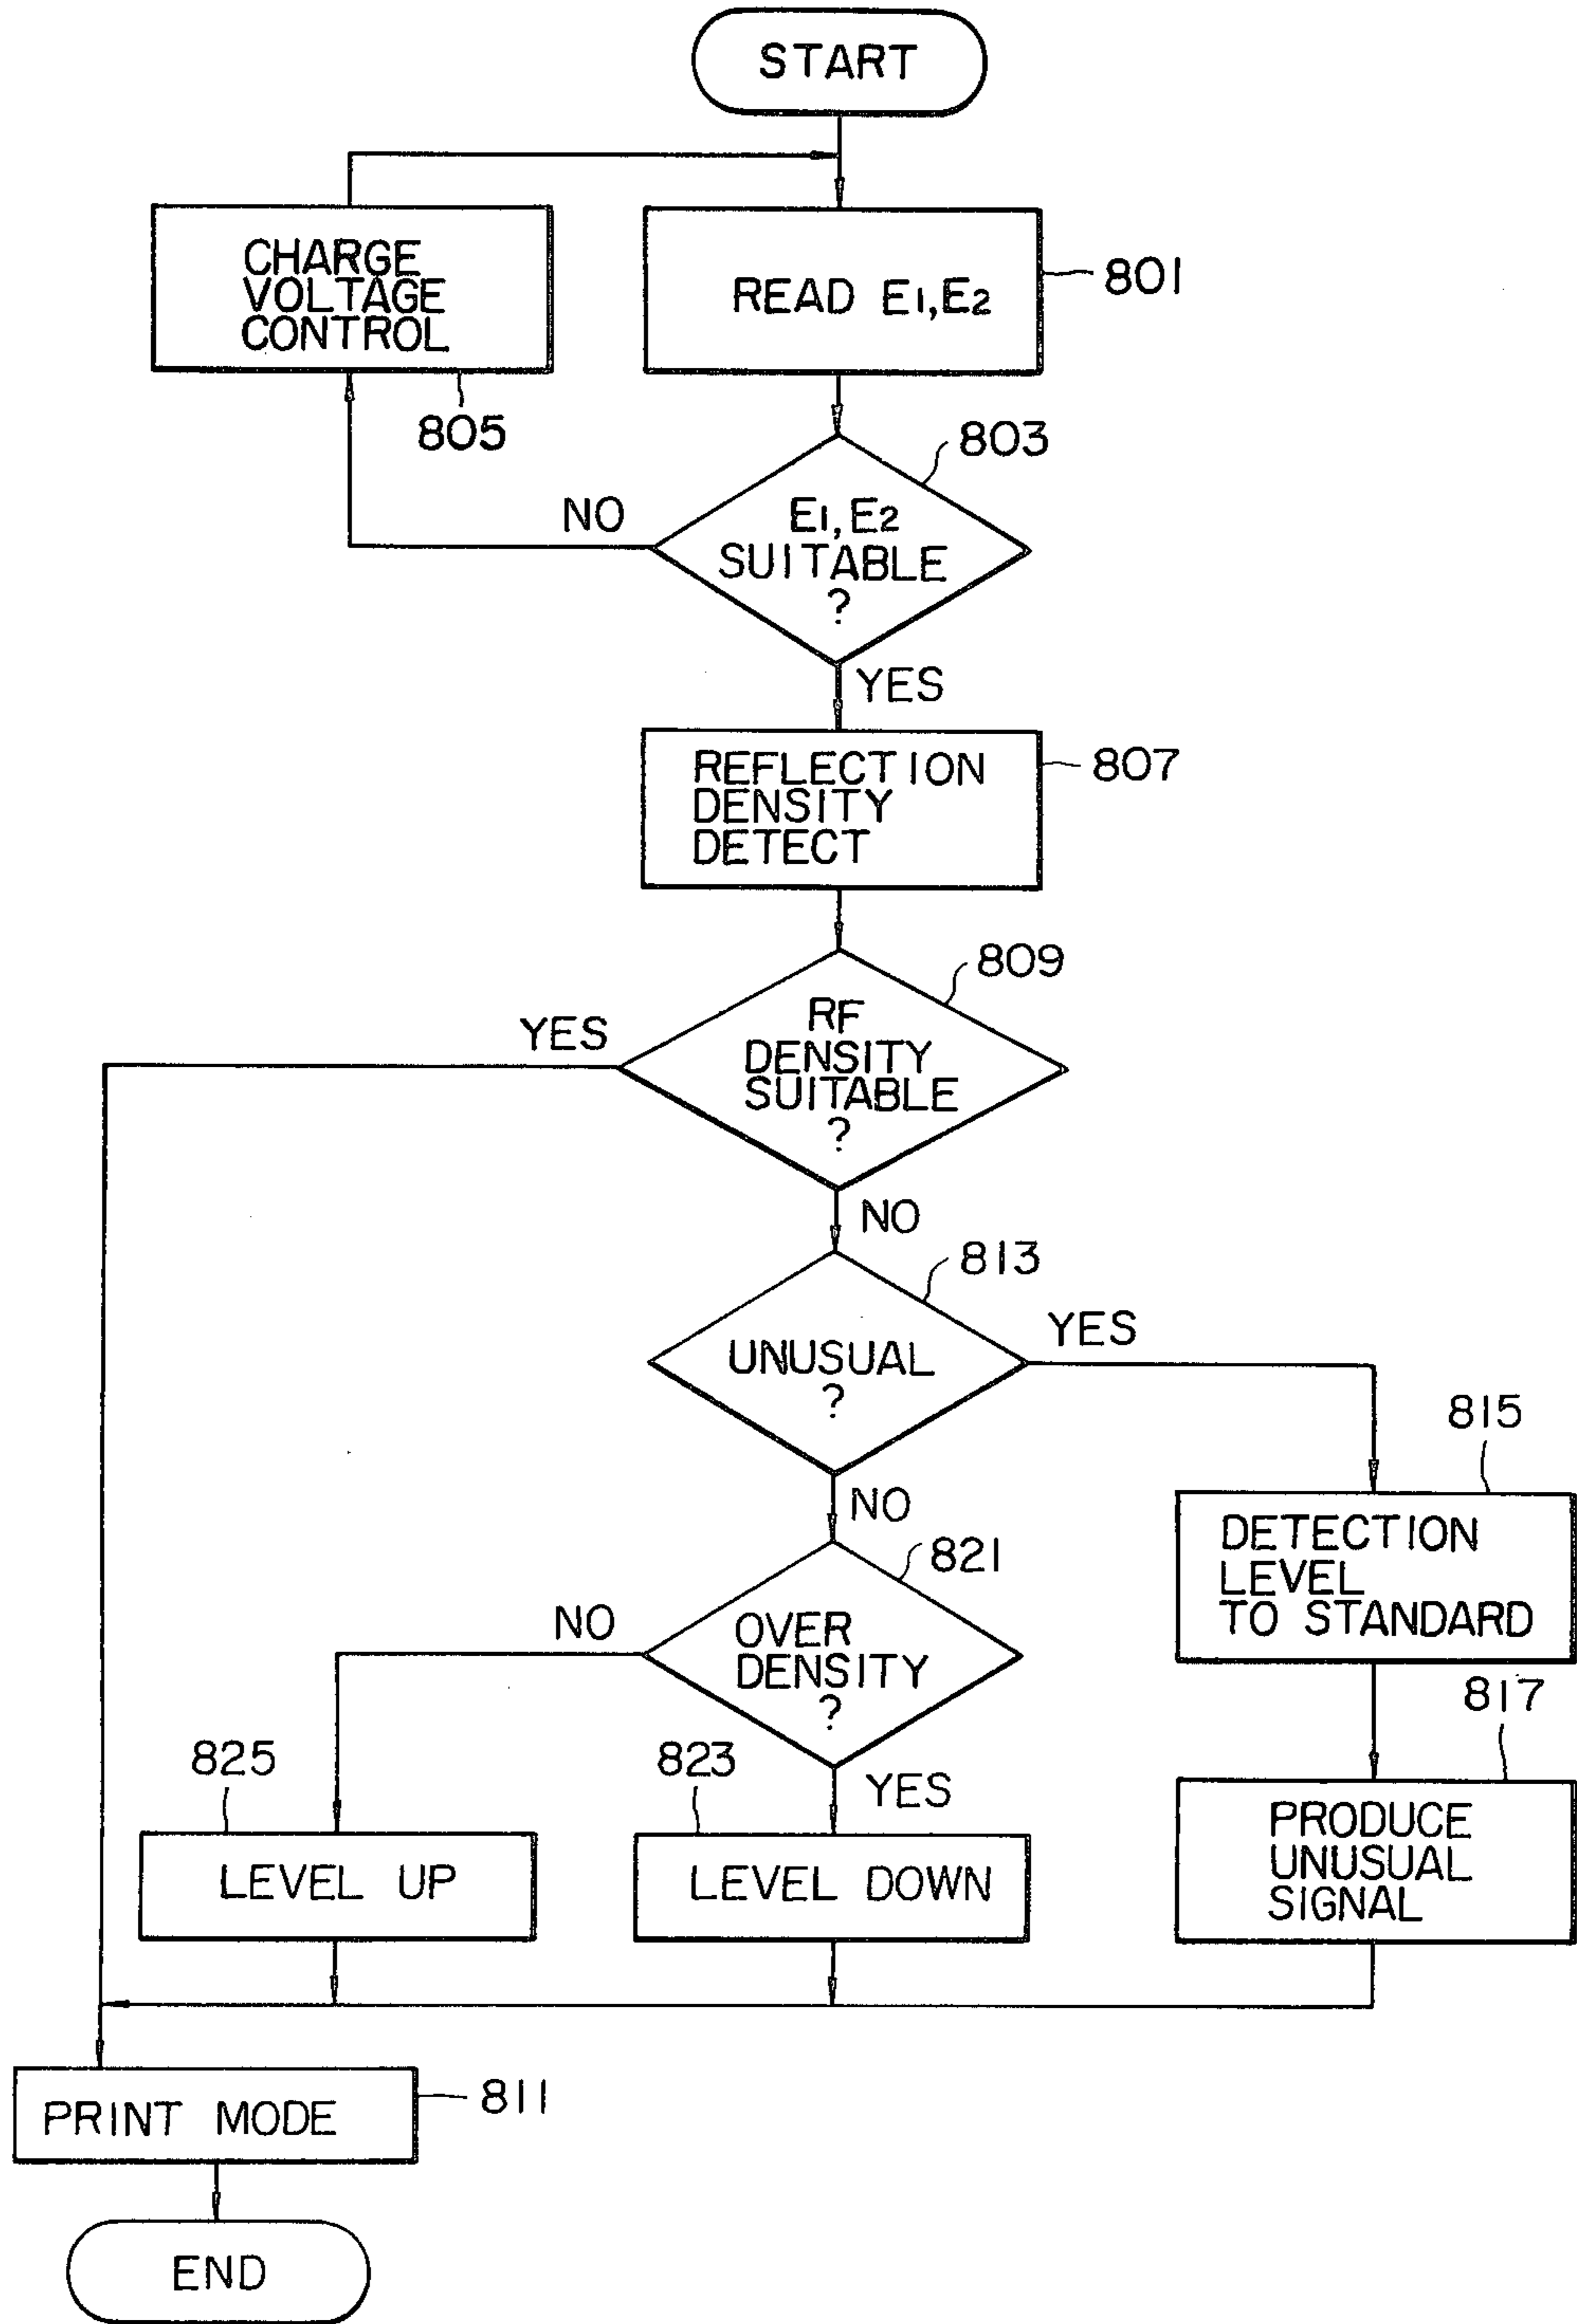 START
CHARGE
VOLTAGE
CONTROL
805
READ E1,E2
801
803
E1,E2
SUITABLE
?
NO
YES
REFLECTION
DENSITY
DETECT
807
809
RF
DENSITY
SUITABLE
?
YES
NO
813
UNUSUAL
?
YES
NO
815
DETECTION
LEVEL
TO STANDARD
821
OVER
DENSITY
?
NO
YES
817
PRODUCE
UNUSUAL
SIGNAL
825
LEVEL UP
823
LEVEL DOWN
PRINT MODE
811
END